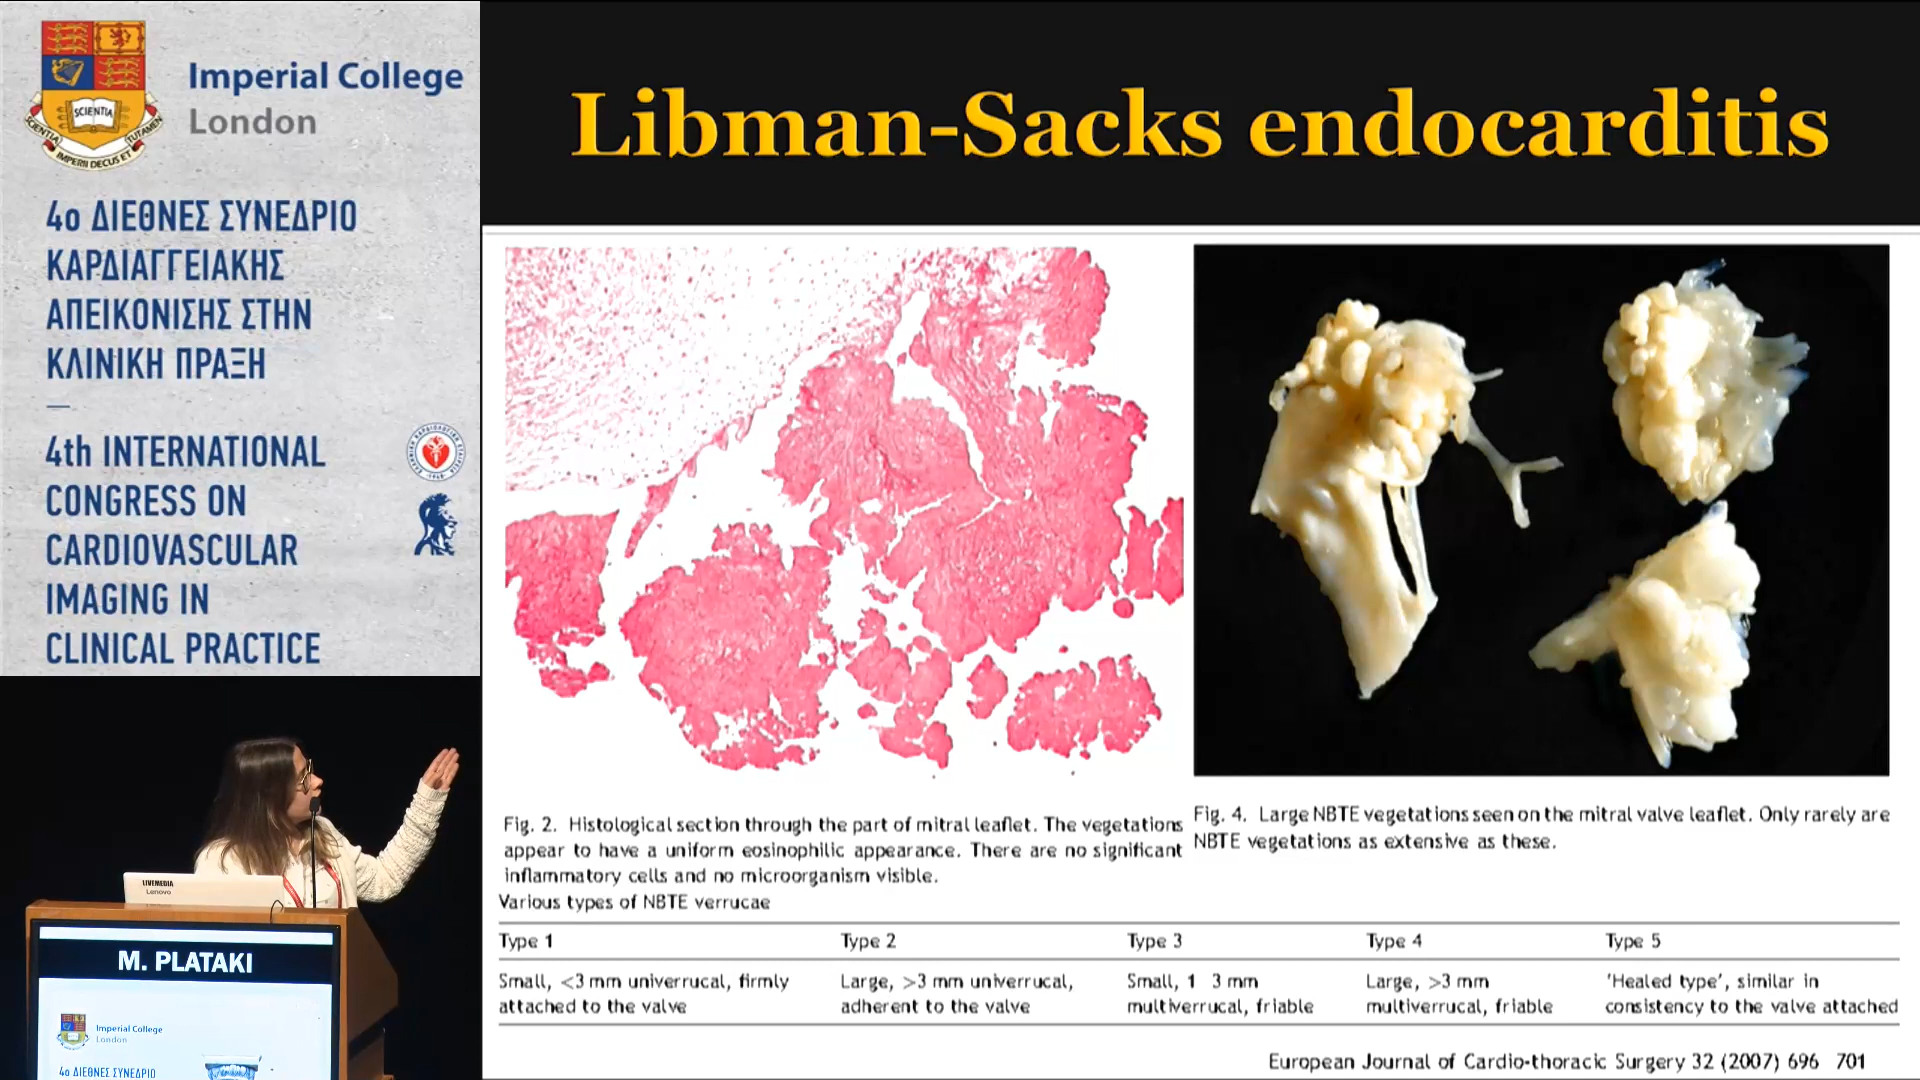 Imperial College
London
SCIENTIA
SCIENTIA
IMPERII DECUS ET
TUTAMEN
4ο ΔΙΕΘΝΕΣ ΣΥΝΕΔΡΙΟ
ΚΑΡΔΙΑΓΓΕΙΑΚΗΣ
ΑΠΕΙΚΟΝΙΣΗΣ ΣΤΗΝ
ΚΛΙΝΙΚΗ ΠΡΑΞΗ
4th INTERNATIONAL
CONGRESS ON
CARDIOVASCULAR
IMAGING IN
CLINICAL PRACTICE
LIVEMEDIA
Lenovo
M. PLATAKI
Imperial College
London
4ο ΔΙΕΘΝΕΣ ΣΥΝΕΔΡΙΟ
Libman-Sacks endocarditis
Fig. 2. Histological section through the part of mitral leaflet. The vegetations
appear to have a uniform eosinophilic appearance. There are no significant
inflammatory cells and no microorganism visible.
Fig. 4. Large NBTE vegetations seen on the mitral valve leaflet. Only rarely are
NBTE vegetations as extensive as these.
Various types of NBTE verrucae
Type 1 Type 2 Type 3 Type 4 Type 5
Small, <3 mm univerrucal, firmly Large, >3 mm univerrucal, Small, 1 3 mm Large, >3 mm 'Healed type', similar in
attached to the valve adherent to the valve multiverrucal, friable multiverrucal, friable consistency to the valve attached
European Journal of Cardio-thoracic Surgery 32 (2007) 696 701